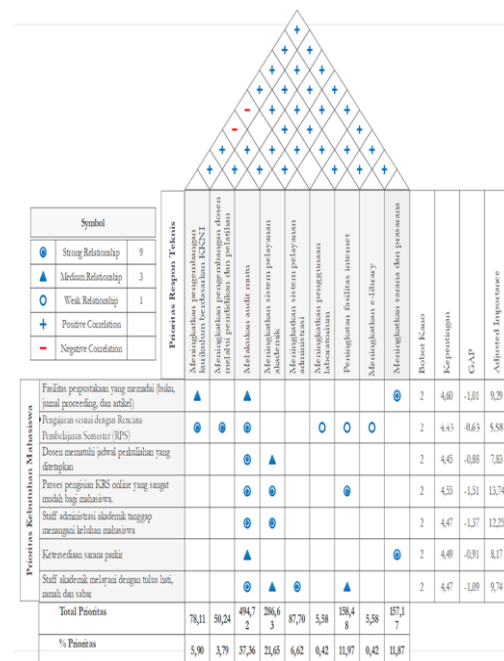 Symbol
Strong Relationship 9
Medium Relationship 3
Weak Relationship 1
+ Positive Correlation
− Negative Correlation
Prioritas Respon Teknis
Meningkatkan pengembangan
kurikulum berdasarkan KKNI
Meningkatkan pengembangan dosen
melalui pendidikan dan pelatihan
Melakukan audit mutu
Meningkatkan sistem pelayanan
akademik
Meningkatkan sistem pelayanan
administrasi
Meningkatkan penggunaan
laboratorium
Peningkatan fasilitas internet
Meningkatkan e-library
Meningkatkan sarana dan prasarana
Bobot Kano
Kepentingan
GAP
Adjusted Importance
Prioritas Kebutuhan Mahasiswa
Fasilitas perpustakaan yang memadai (buku,
jurnal proceeding, dan artikel)
2 4,60 -1,01 9,29
Pengajaran sesuai dengan Rencana
Pembelajaran Semester (RPS)
2 4,43 -0,63 5,58
Dosen mematuhi jadwal perkuliahan yang
ditetapkan
2 4,45 -0,88 7,83
Proses pengisian KRS online yang sangat
mudah bagi mahasiswa.
2 4,55 -1,51 13,74
Staff administrasi akademik tanggap
menangani keluhan mahasiswa
2 4,47 -1,37 12,25
Ketersediaan sarana parkir
2 4,49 -0,91 8,17
Staff akademik melayani dengan tulus hati,
ramah dan sabar
2 4,47 -1,09 9,74
Total Prioritas 78,11 50,24 494,72 286,63 87,70 5,58 158,48 5,58 157,17
% Prioritas 5,90 3,79 37,36 21,65 6,62 0,42 11,97 0,42 11,87